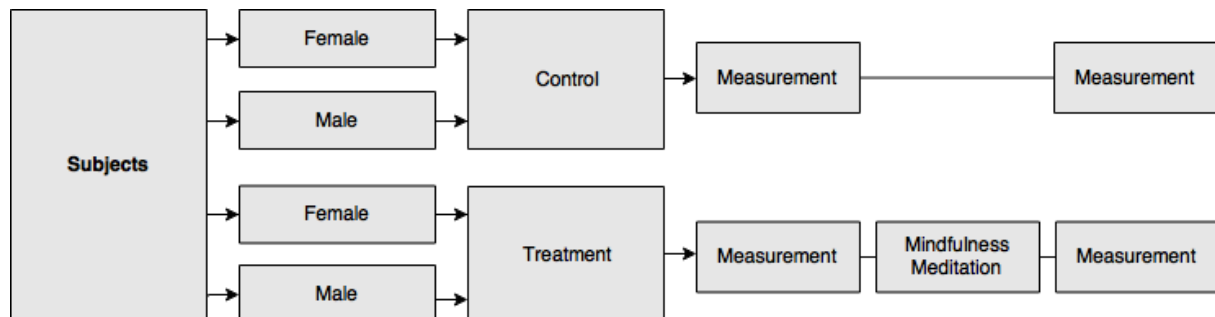 Subjects
Female
Male
Control
Measurement
Measurement
Female
Male
Treatment
Measurement
Mindfulness
Meditation
Measurement